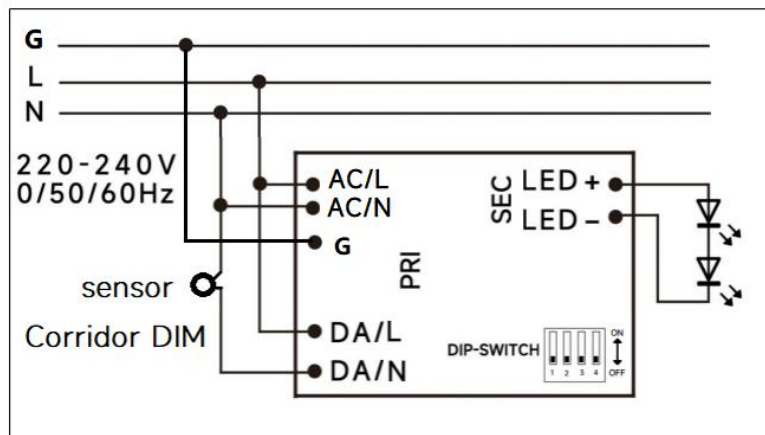 G
L
N
220-240V
0/50/60Hz
AC/L
AC/N
G
PRI
SEC
LED +
LED −
sensor
Corridor DIM
DA/L
DA/N
DIP-SWITCH
ON
1 2 3 4
OFF